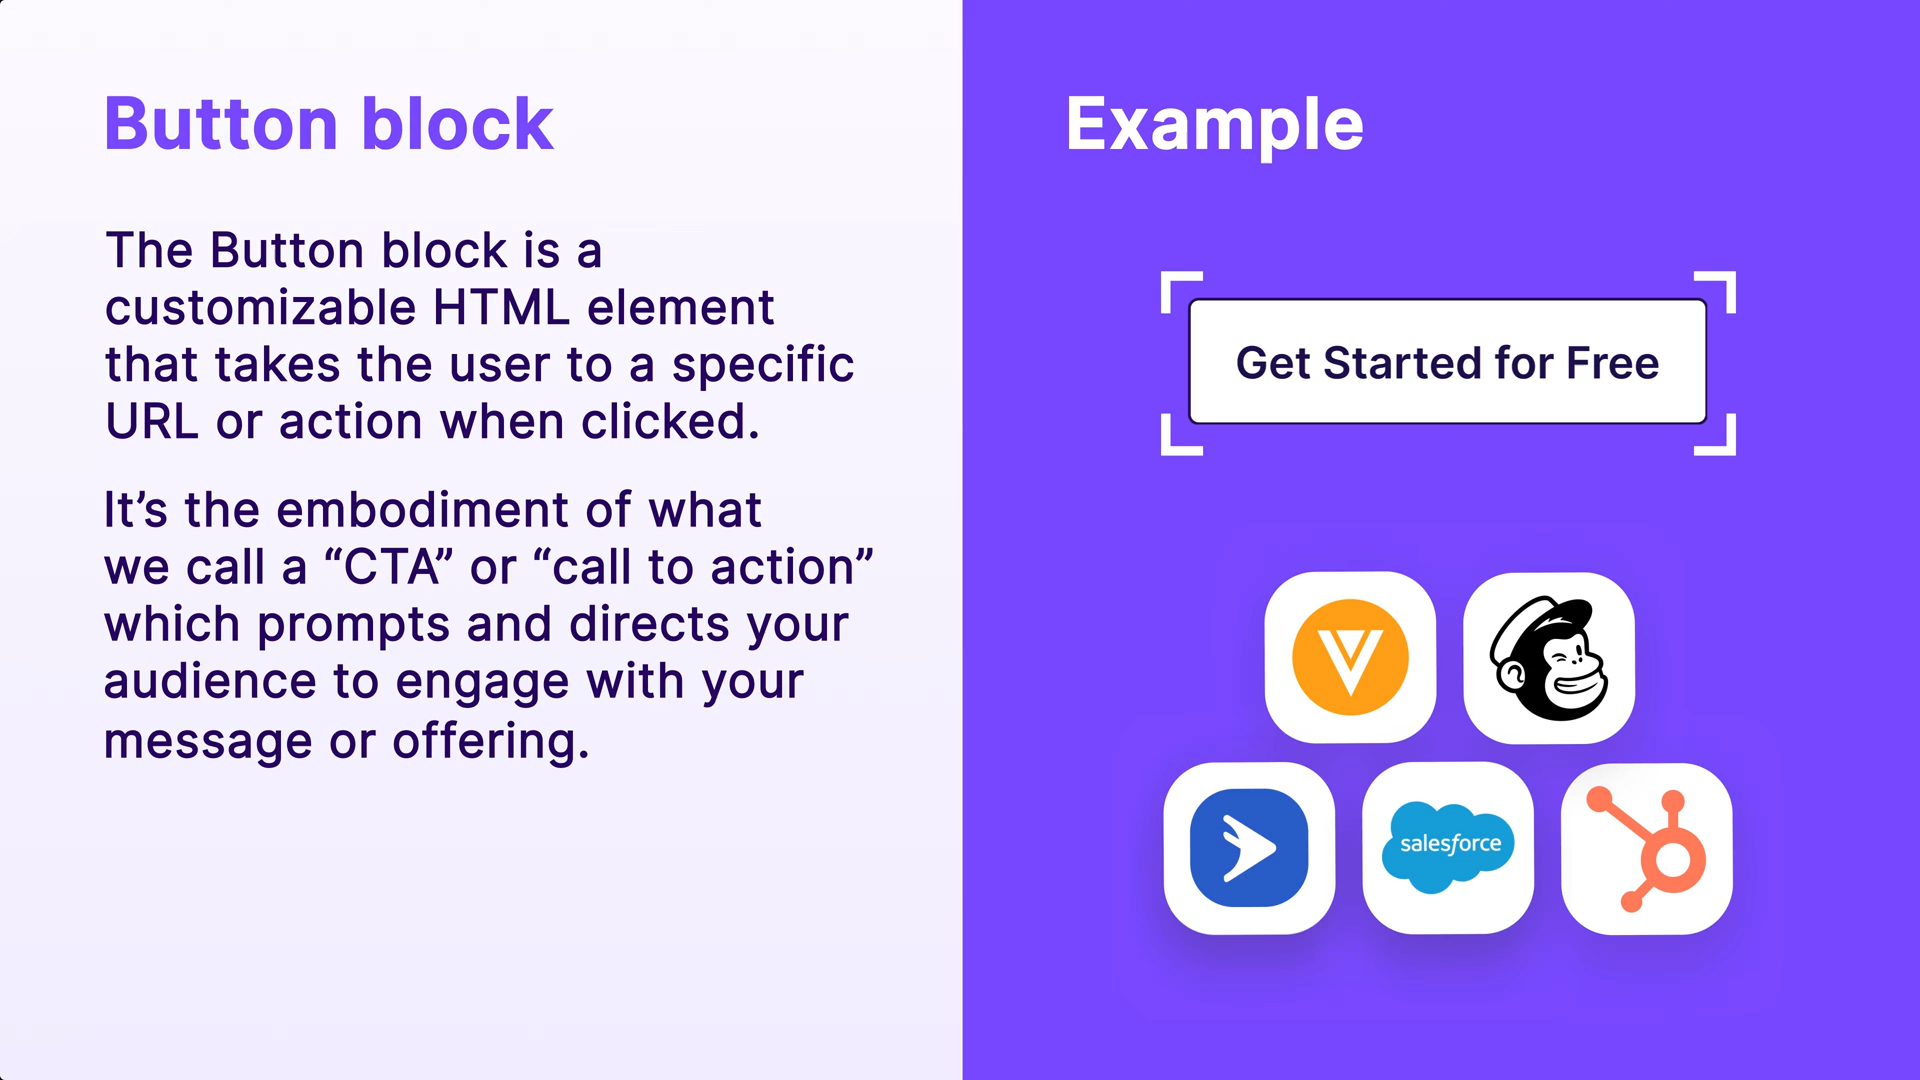 Button block
The Button block is a
customizable HTML element
that takes the user to a specific
URL or action when clicked.
It’s the embodiment of what
we call a “CTA” or “call to action”
which prompts and directs your
audience to engage with your
message or offering.
Example
Get Started for Free
salesforce